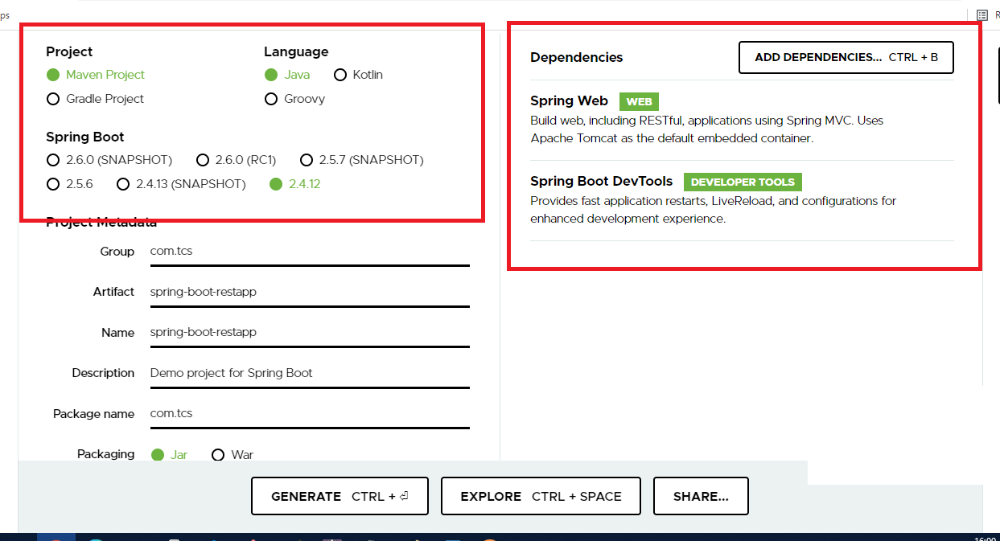 ps
R
Project
Language
Maven Project
Java
Kotlin
Gradle Project
Groovy
Spring Boot
2.6.0 (SNAPSHOT)
2.6.0 (RC1)
2.5.7 (SNAPSHOT)
2.5.6
2.4.13 (SNAPSHOT)
2.4.12
Project Metadata
Group com.tcs
Artifact spring-boot-restapp
Name spring-boot-restapp
Description Demo project for Spring Boot
Package name com.tcs
Packaging Jar War
Dependencies
ADD DEPENDENCIES... CTRL + B
Spring Web WEB
Build web, including RESTful, applications using Spring MVC. Uses
Apache Tomcat as the default embedded container.
Spring Boot DevTools DEVELOPER TOOLS
Provides fast application restarts, LiveReload, and configurations for
enhanced development experience.
GENERATE CTRL + ⏎
EXPLORE CTRL + SPACE
SHARE...
16:00